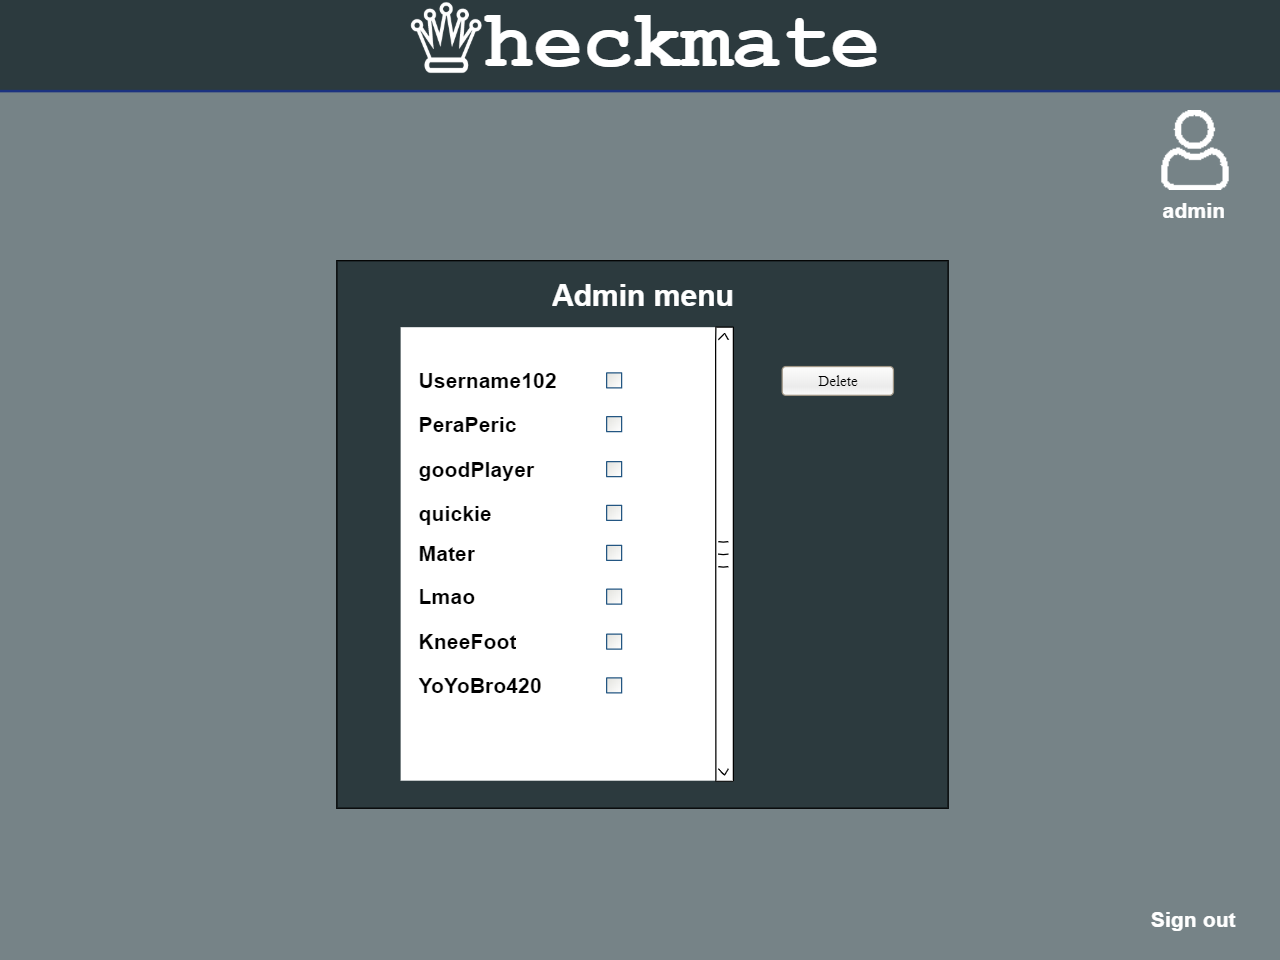 heckmate
admin
Admin menu
Username102
Delete
PeraPeric
goodPlayer
quickie
Mater
Lmao
KneeFoot
YoYoBro420
Sign out